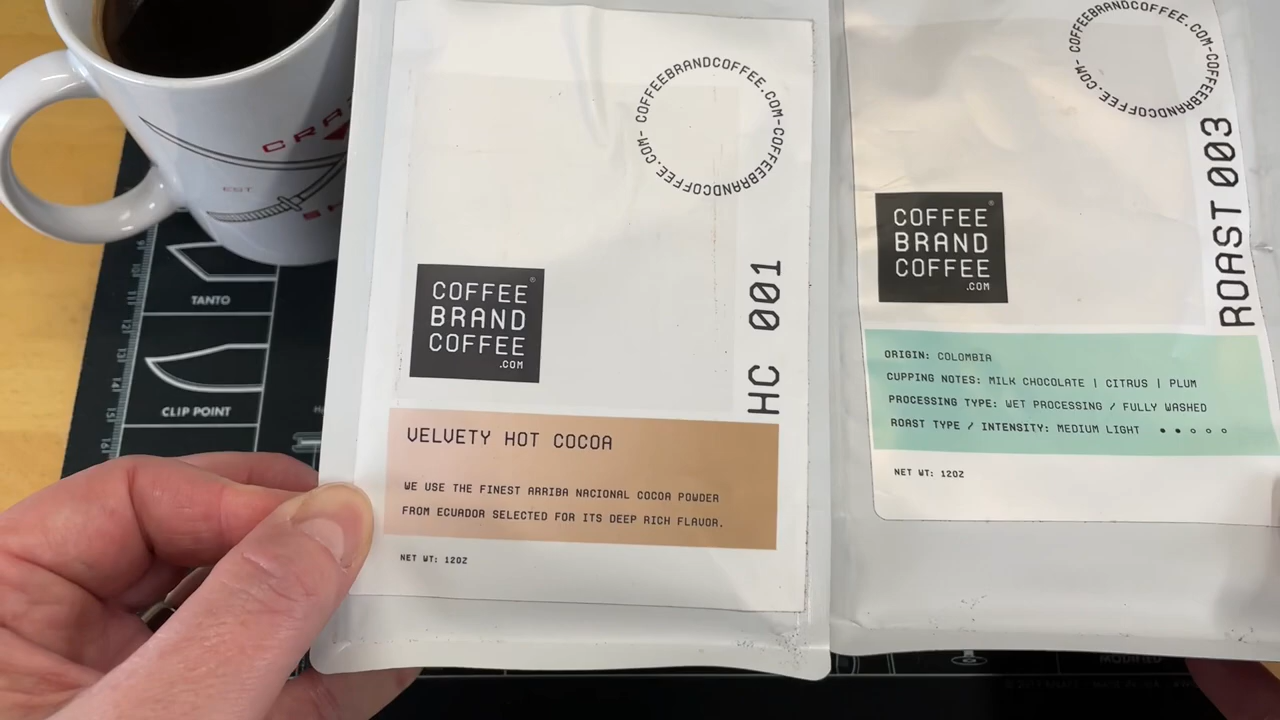 COFFEEBRANDCOFFEE.COM-COFFEEBRANDCOFFEE.COM-
HC 001
COFFEE
BRAND
COFFEE
.COM
VELVETY HOT COCOA
WE USE THE FINEST ARRIBA NACIONAL COCOA POWDER
FROM ECUADOR SELECTED FOR ITS DEEP RICH FLAVOR.
NET WT: 12OZ
COFFEEBRANDCOFFEE.COM-COFFEEBRANDCOFFEE.COM-
ROAST 003
COFFEE
BRAND
COFFEE
.COM
ORIGIN: COLOMBIA
CUPPING NOTES: MILK CHOCOLATE | CITRUS | PLUM
PROCESSING TYPE: WET PROCESSING / FULLY WASHED
ROAST TYPE / INTENSITY: MEDIUM LIGHT
NET WT: 12OZ
EST
TANTO
CLIP POINT